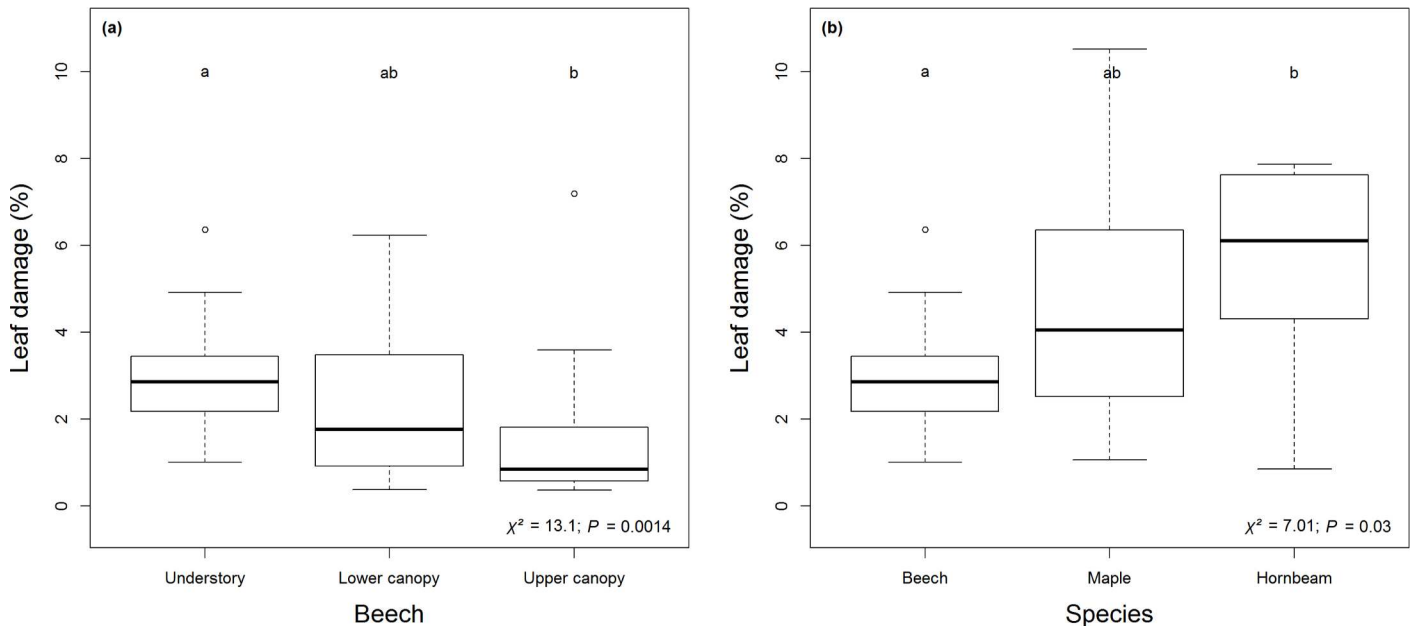 (a)
a ab b
10
8
6
4
2
0
Leaf damage (%)
χ² = 13.1; P = 0.0014
Understory Lower canopy Upper canopy
Beech
(b)
a ab b
10
8
6
4
2
0
Leaf damage (%)
χ² = 7.01; P = 0.03
Beech Maple Hornbeam
Species